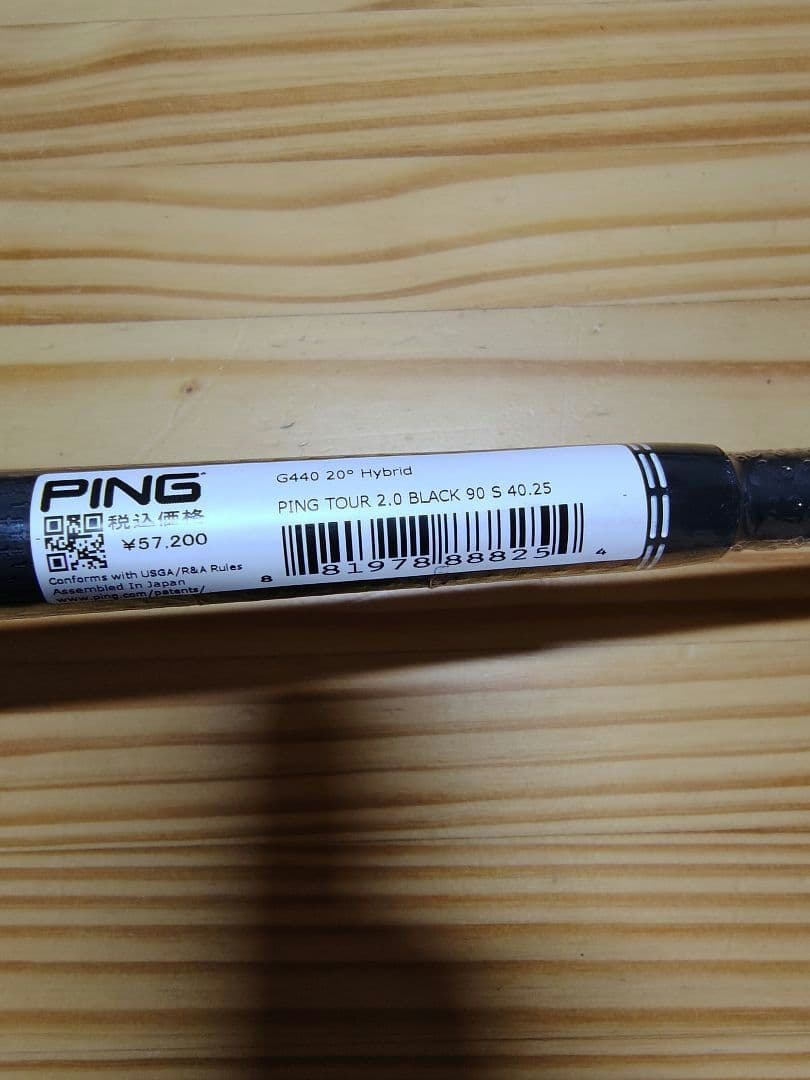 PING
税込価格
¥57,200
Conforms with USGA/R&A Rules
Assembled In Japan
www.ping.com/patents/
G440 20° Hybrid
PING TOUR 2.0 BLACK 90 S 40.25
8 81978 88825 4